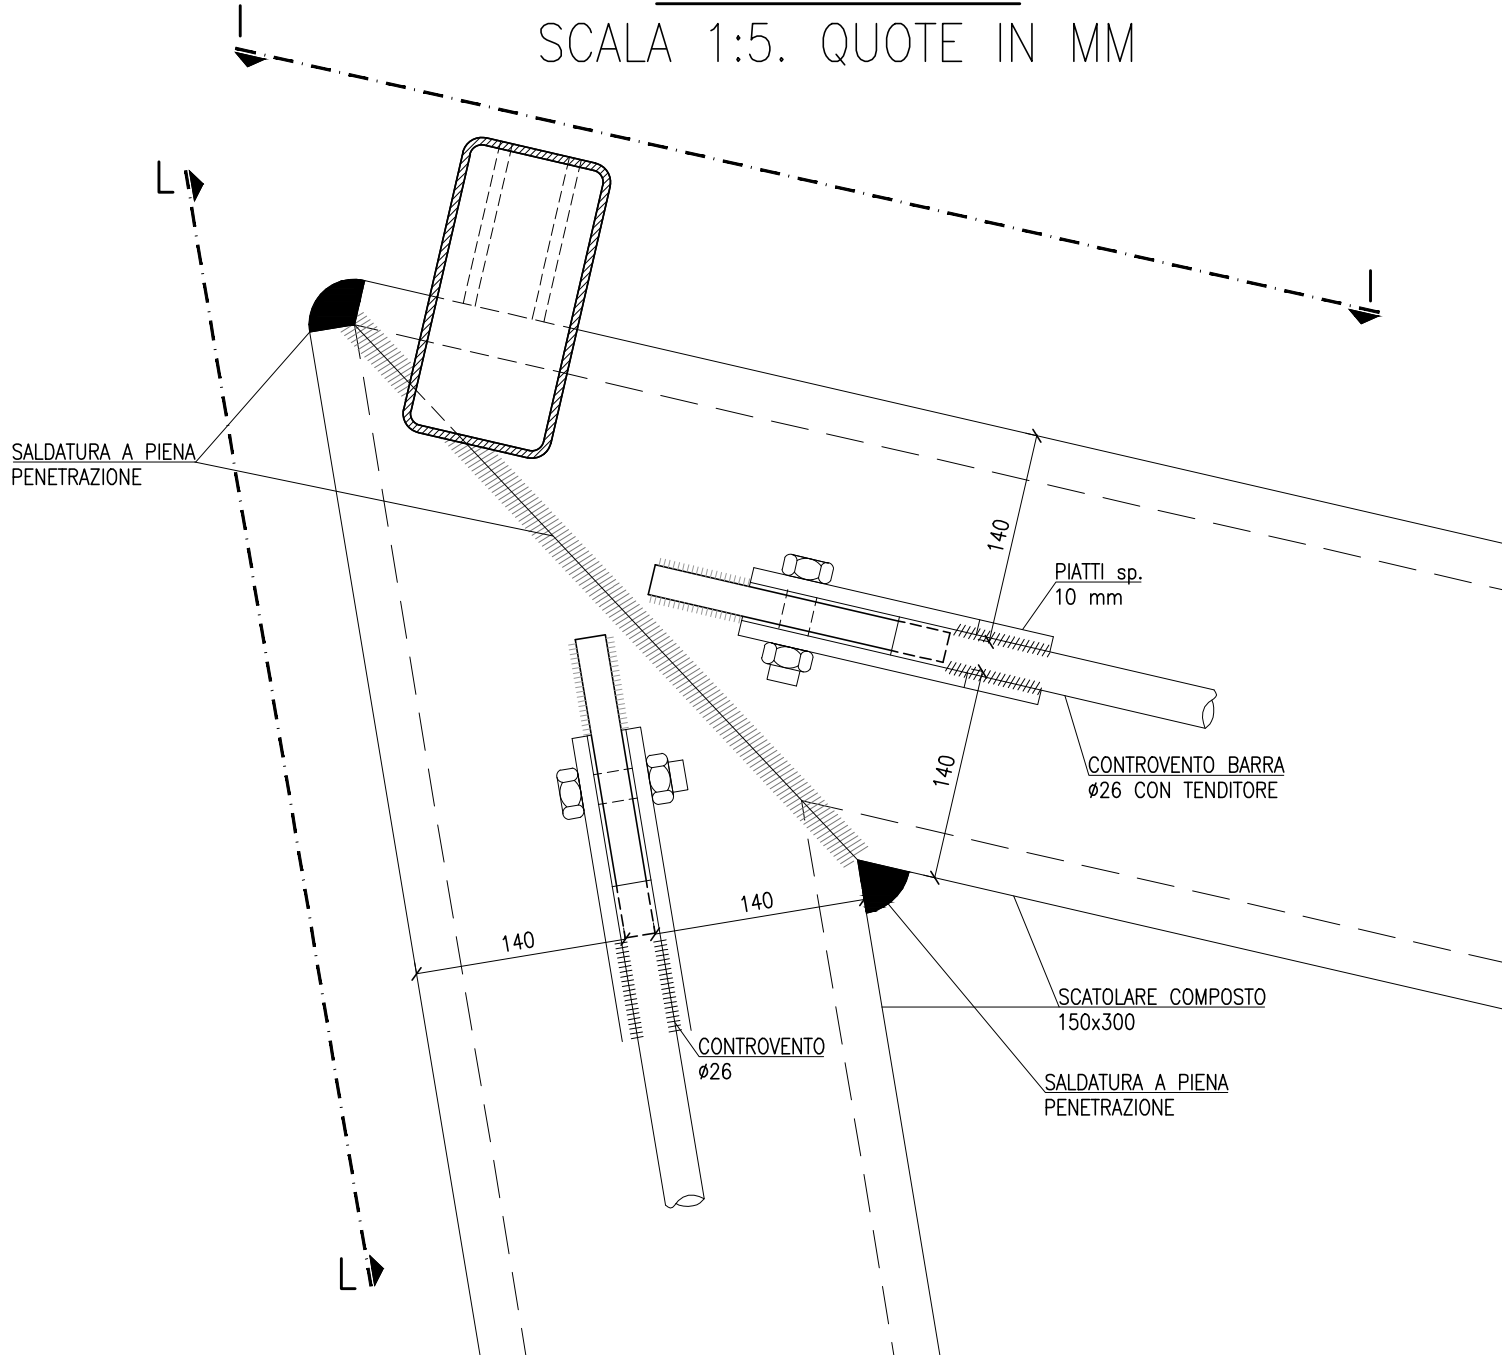 I
SCALA 1:5. QUOTE IN MM
L
I
SALDATURA A PIENA
PENETRAZIONE
140
PIATTI sp.
10 mm
140
CONTROVENTO BARRA
ø26 CON TENDITORE
140
140
SCATOLARE COMPOSTO
150x300
CONTROVENTO
ø26
SALDATURA A PIENA
PENETRAZIONE
L